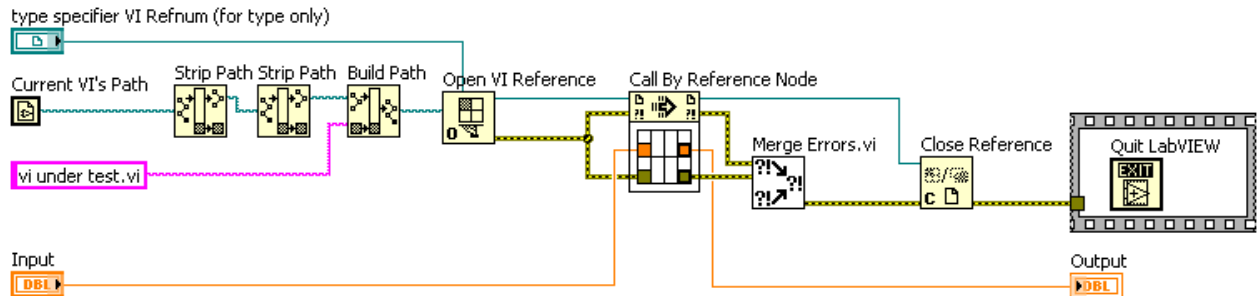 type specifier VI Refnum (for type only)
Current VI's Path
Strip Path Strip Path Build Path
Open VI Reference
Call By Reference Node
Merge Errors.vi
Close Reference
Quit LabVIEW
EXIT
vi under test.vi
?!
?!
?!
?!
?!
O
C
Input
DBL
Output
DBL